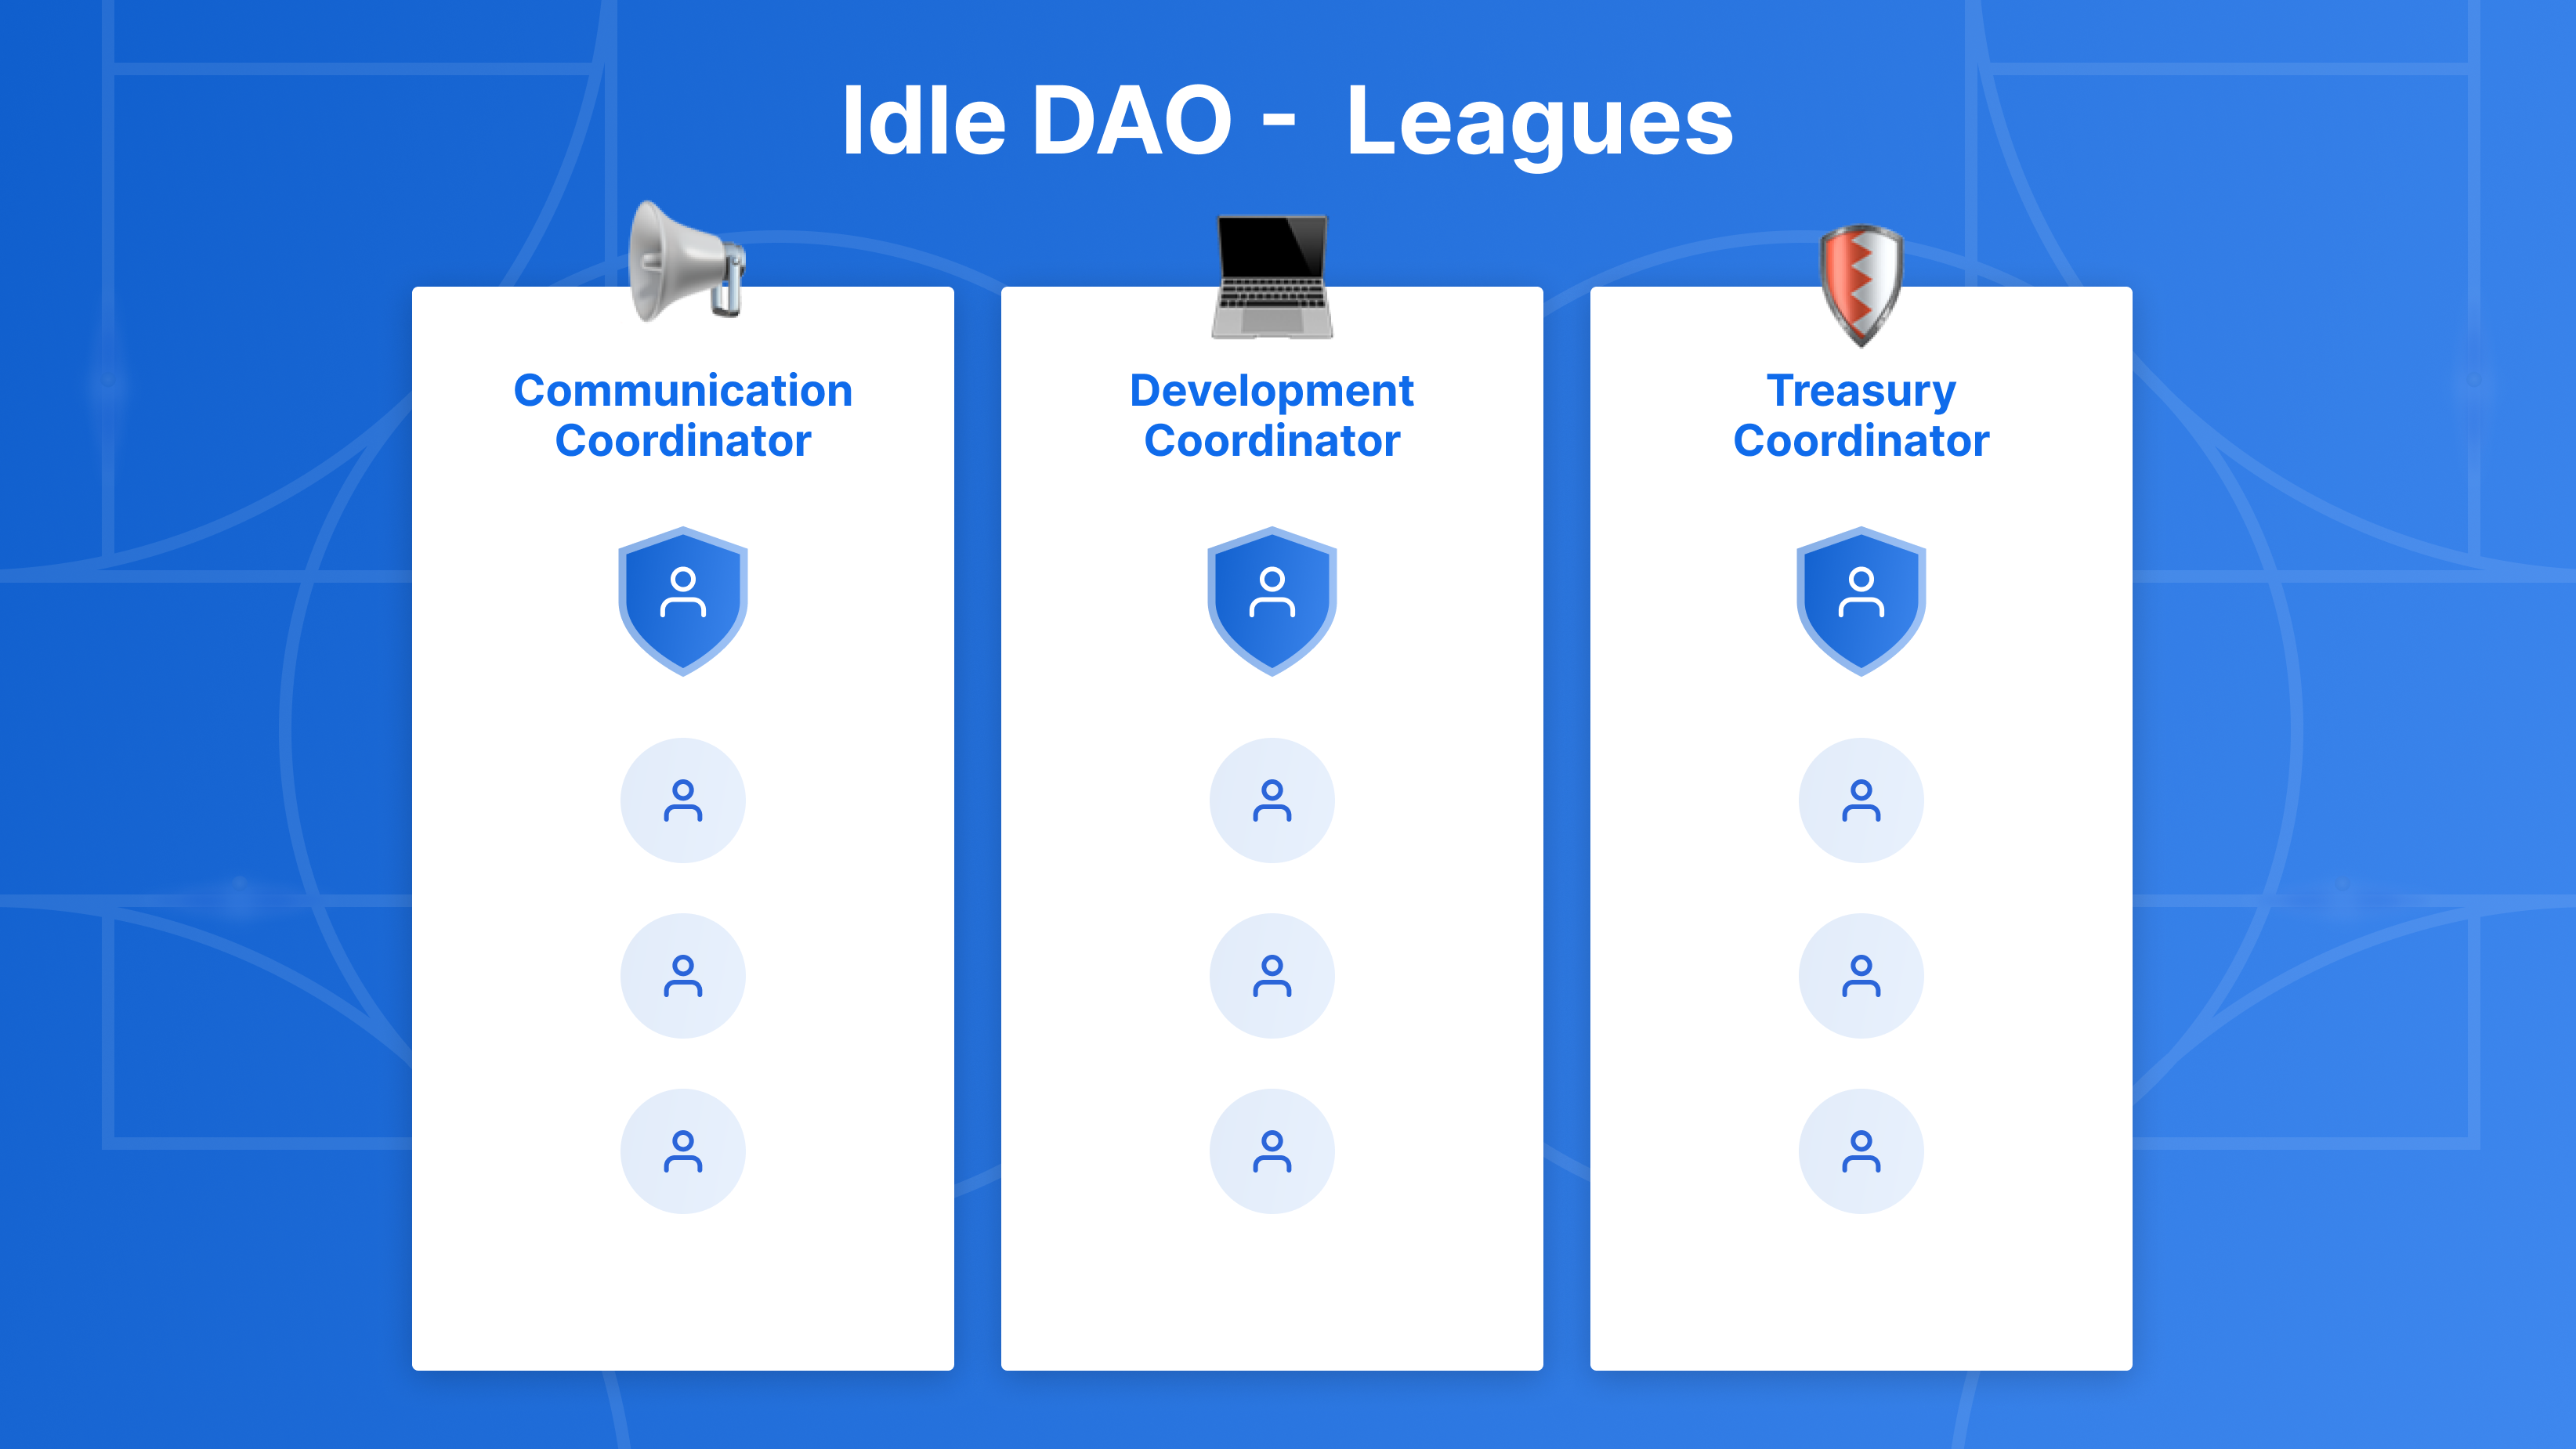 Idle DAO - Leagues
Communication
Coordinator
Development
Coordinator
Treasury
Coordinator